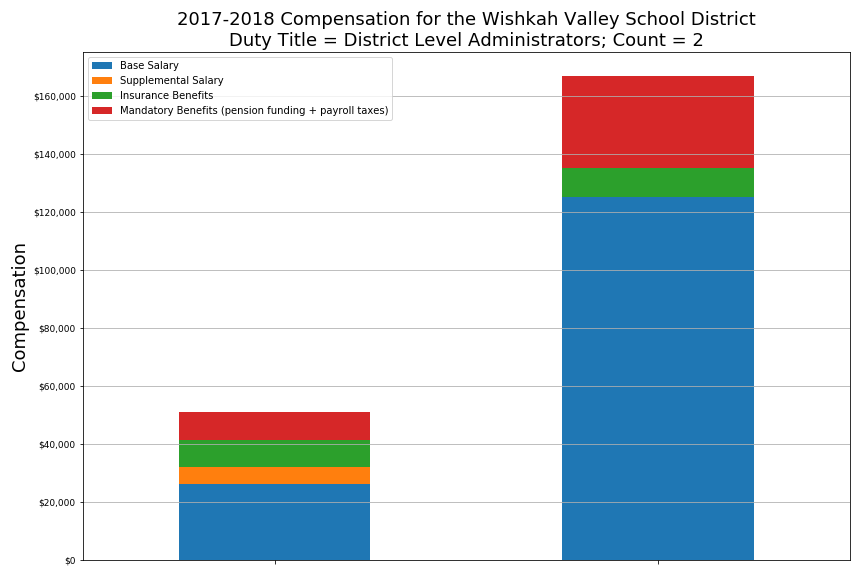 2017-2018 Compensation for the Wishkah Valley School District
Duty Title = District Level Administrators; Count = 2
Base Salary
Supplemental Salary
Insurance Benefits
Mandatory Benefits (pension funding + payroll taxes)
$160,000
$140,000
$120,000
$100,000
$80,000
$60,000
$40,000
$20,000
$0
Compensation